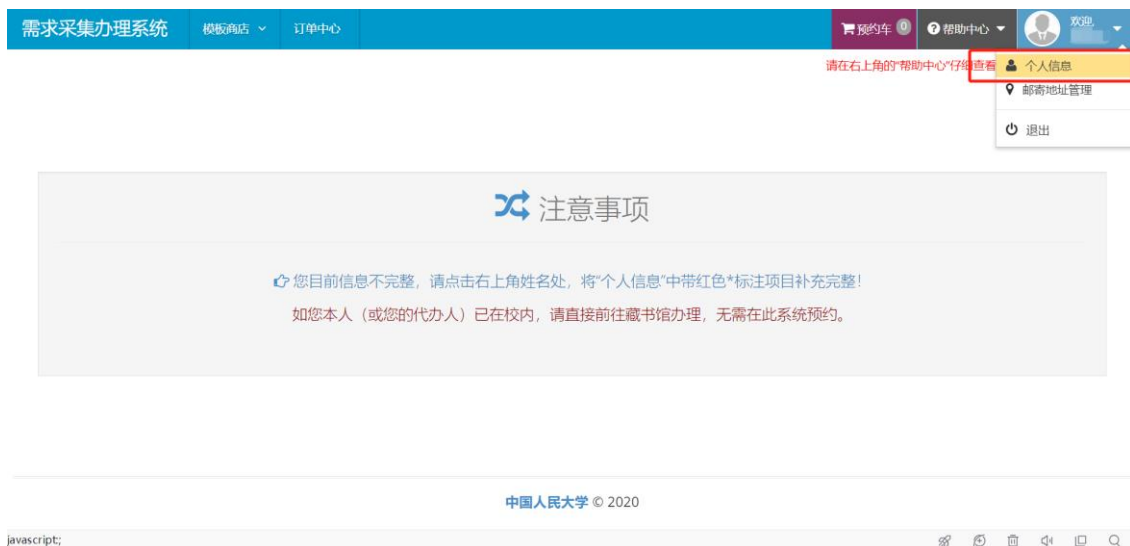 需求采集办理系统 模板商店 订单中心 预约车 0 帮助中心 欢迎,
请在右上角的"帮助中心"仔细查看
个人信息
邮寄地址管理
退出
注意事项
您目前信息不完整，请点击右上角姓名处，将"个人信息"中带红色*标注项目补充完整！
如您本人（或您的代办人）已在校内，请直接前往藏书馆办理，无需在此系统预约。
中国人民大学 © 2020
javascript:;